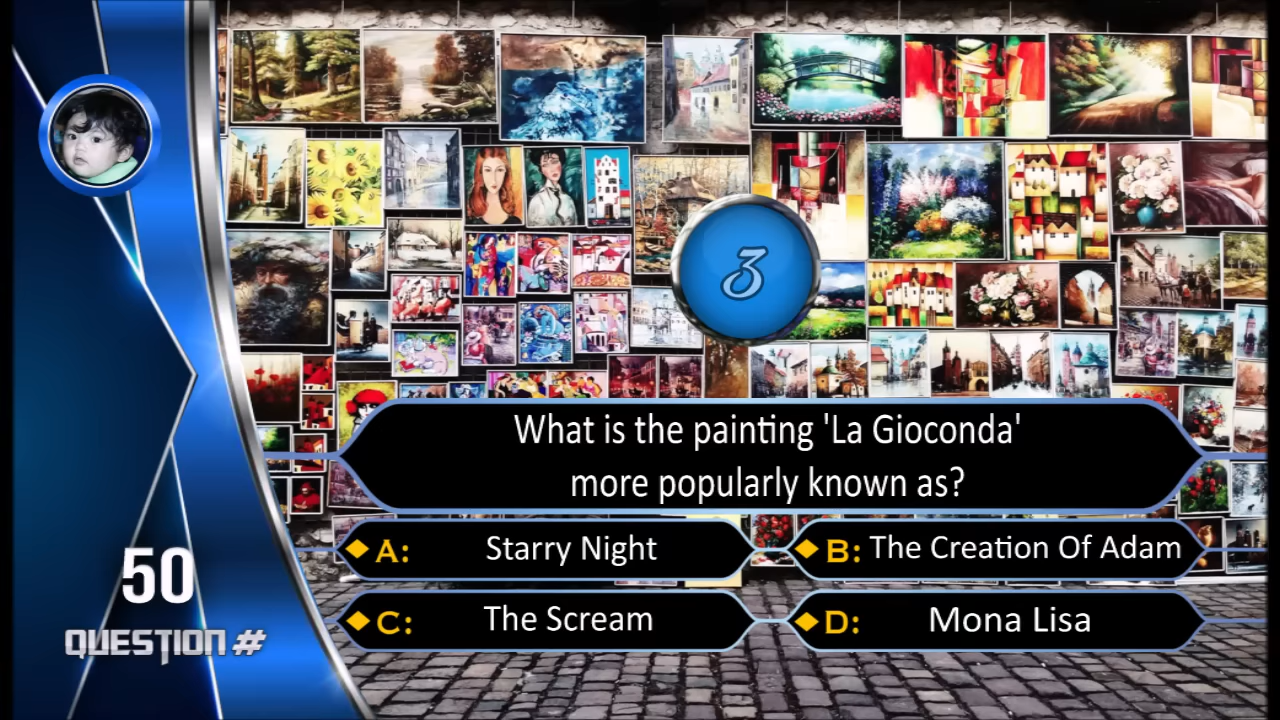 3
What is the painting 'La Gioconda'
more popularly known as?
A: Starry Night
B: The Creation Of Adam
C: The Scream
D: Mona Lisa
50
QUESTION #